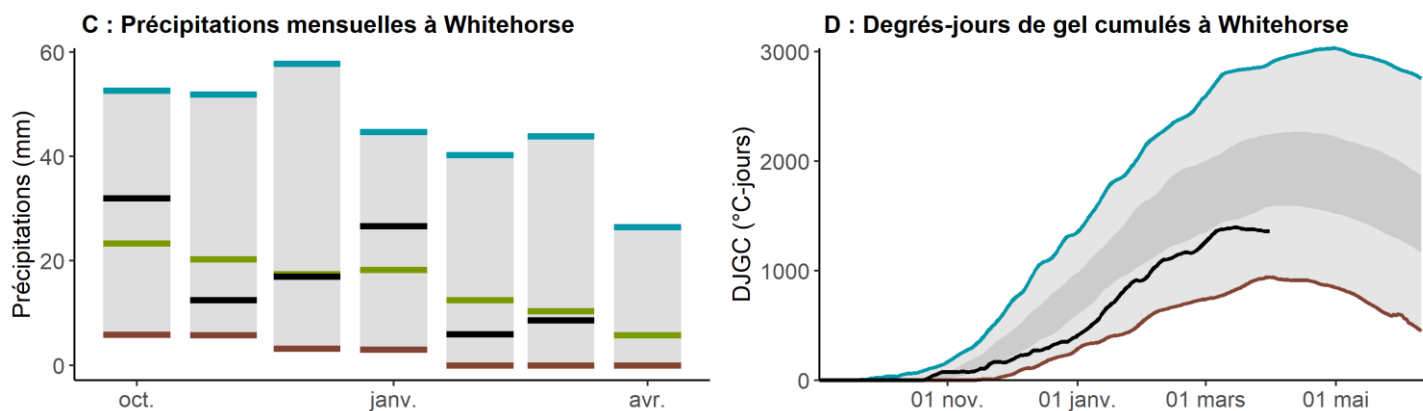 C : Précipitations mensuelles à Whitehorse
Précipitations (mm)
60
40
20
0
oct.
janv.
avr.
D : Degrés-jours de gel cumulés à Whitehorse
DJGC (°C-jours)
3000
2000
1000
0
01 nov.
01 janv.
01 mars
01 mai